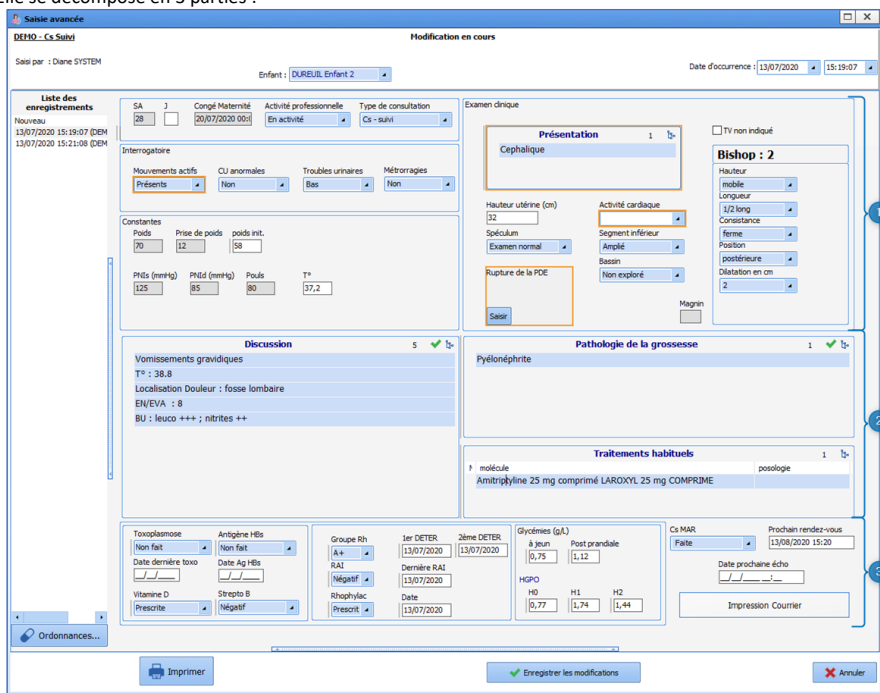 Elle se décompose en 3 parties :
Saisie avancée
DEMO - Cs Suivi
Modification en cours
Saisi par : Diane SYSTEM
Enfant : DUREUIL Enfant 2
Date d'occurrence : 13/07/2020 15:19:07
Liste des enregistrements
Nouveau
13/07/2020 15:19:07 (DEM
13/07/2020 15:21:08 (DEM
SA J Congé Maternité Activité professionnelle Type de consultation
28 20/07/2020 00:( En activité Cs - suivi
Interrogatoire
Mouvements actifs CU anormales Troubles urinaires Métrorragies
Présents Non Bas Non
Constantes
Poids Prise de poids poids init.
70 12 58
PNIs (mmHg) PNId (mmHg) Pouls T°
125 85 80 37,2
Examen clinique
Présentation 1
Cephalique
Hauteur utérine (cm) Activité cardiaque
32
Spéculum Segment inférieur
Examen normal Amplié
Bassin
Rupture de la PDE Non exploré
Saisir
Magnin
TV non indiqué
Bishop : 2
Hauteur
mobile
Longueur
1/2 long
Consistance
ferme
Position
postérieure
Dilatation en cm
2
1
Discussion 5
Vomissements gravidiques
T° : 38.8
Localisation Douleur : fosse lombaire
EN/EVA : 8
BU : leuco +++ ; nitrites ++
Pathologie de la grossesse 1
Pyélonéphrite
2
Traitements habituels 1
molécule posologie
Amitriptyline 25 mg comprimé LAROXYL 25 mg COMPRIME
Toxoplasmose Antigène HBs
Non fait Non fait
Date dernière toxo Date Ag HBs
__/__/____ __/__/____
Vitamine D Strepto B
Prescrite Négatif
Groupe Rh 1er DETER 2ème DETER
A+ 13/07/2020 13/07/2020
RAI Dernière RAI
Négatif 13/07/2020
Rhophylac Date
Prescrit 13/07/2020
Glycémies (g/L)
à jeun Post prandiale
0,75 1,12
HGPO
H0 H1 H2
0,77 1,74 1,44
Cs MAR Prochain rendez-vous
Faite 13/08/2020 15:20
Date prochaine écho
__/__/____ __:__
Impression Courrier
3
Ordonnances...
Imprimer
Enregistrer les modifications
Annuler